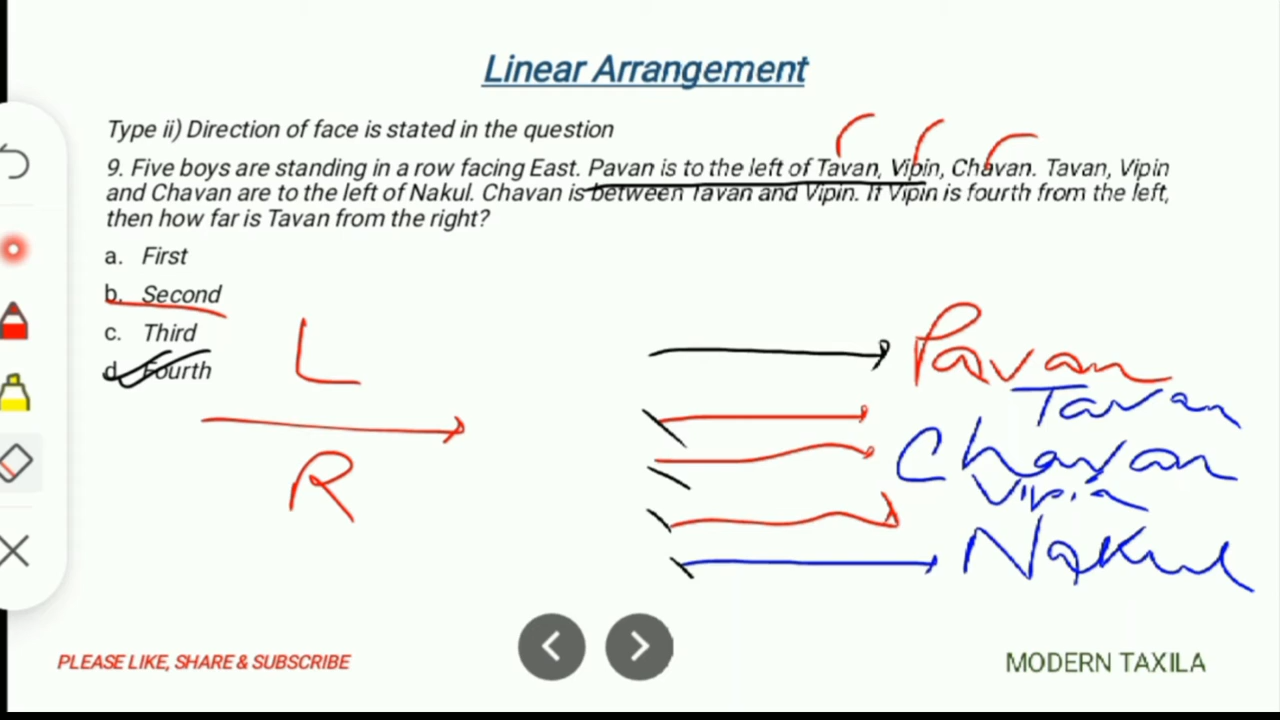 Linear Arrangement
Type ii) Direction of face is stated in the question
9. Five boys are standing in a row facing East. Pavan is to the left of Tavan, Vipin, Chavan. Tavan, Vipin
and Chavan are to the left of Nakul. Chavan is between Tavan and Vipin. If Vipin is fourth from the left,
then how far is Tavan from the right?
a. First
b. Second
c. Third
d. Fourth
L
R
Pavan
Tavan
Chavan
Vipin
Nakul
PLEASE LIKE, SHARE & SUBSCRIBE
MODERN TAXILA